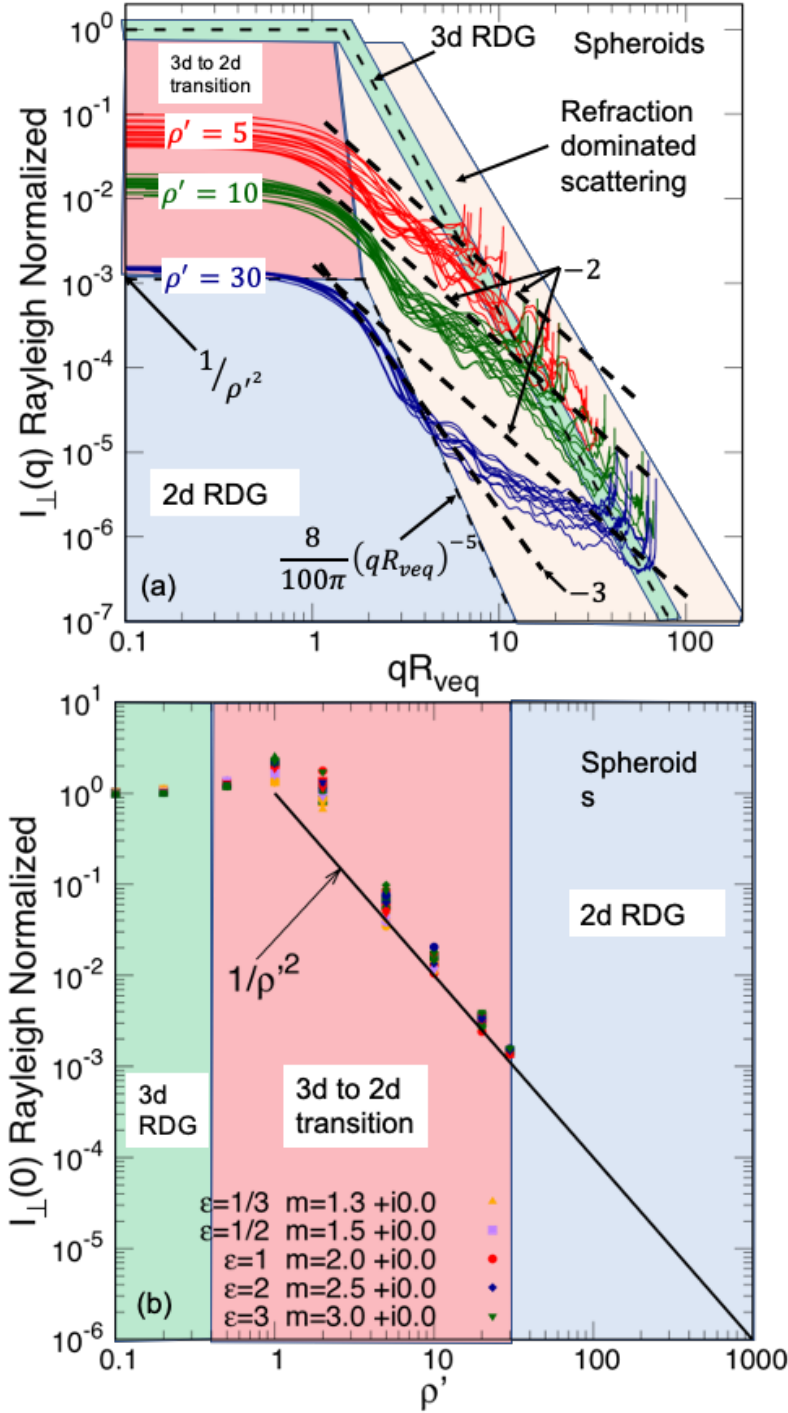 10⁰
10⁻¹
10⁻²
10⁻³
10⁻⁴
10⁻⁵
10⁻⁶
10⁻⁷
I⊥(q) Rayleigh Normalized
3d RDG
Spheroids
3d to 2d
transition
Refraction
dominated
scattering
ρ′ = 5
ρ′ = 10
ρ′ = 30
−2
1/ρ′²
2d RDG
8/100π (qRveq)⁻⁵
−3
(a)
0.1 1 10 100
qRveq
10¹
10⁰
10⁻¹
10⁻²
10⁻³
10⁻⁴
10⁻⁵
10⁻⁶
I⊥(0) Rayleigh Normalized
Spheroid
s
2d RDG
1/ρ'²
3d
RDG
3d to 2d
transition
ε=1/3 m=1.3 +i0.0
ε=1/2 m=1.5 +i0.0
ε=1 m=2.0 +i0.0
ε=2 m=2.5 +i0.0
ε=3 m=3.0 +i0.0
(b)
0.1 1 10 100 1000
ρ'